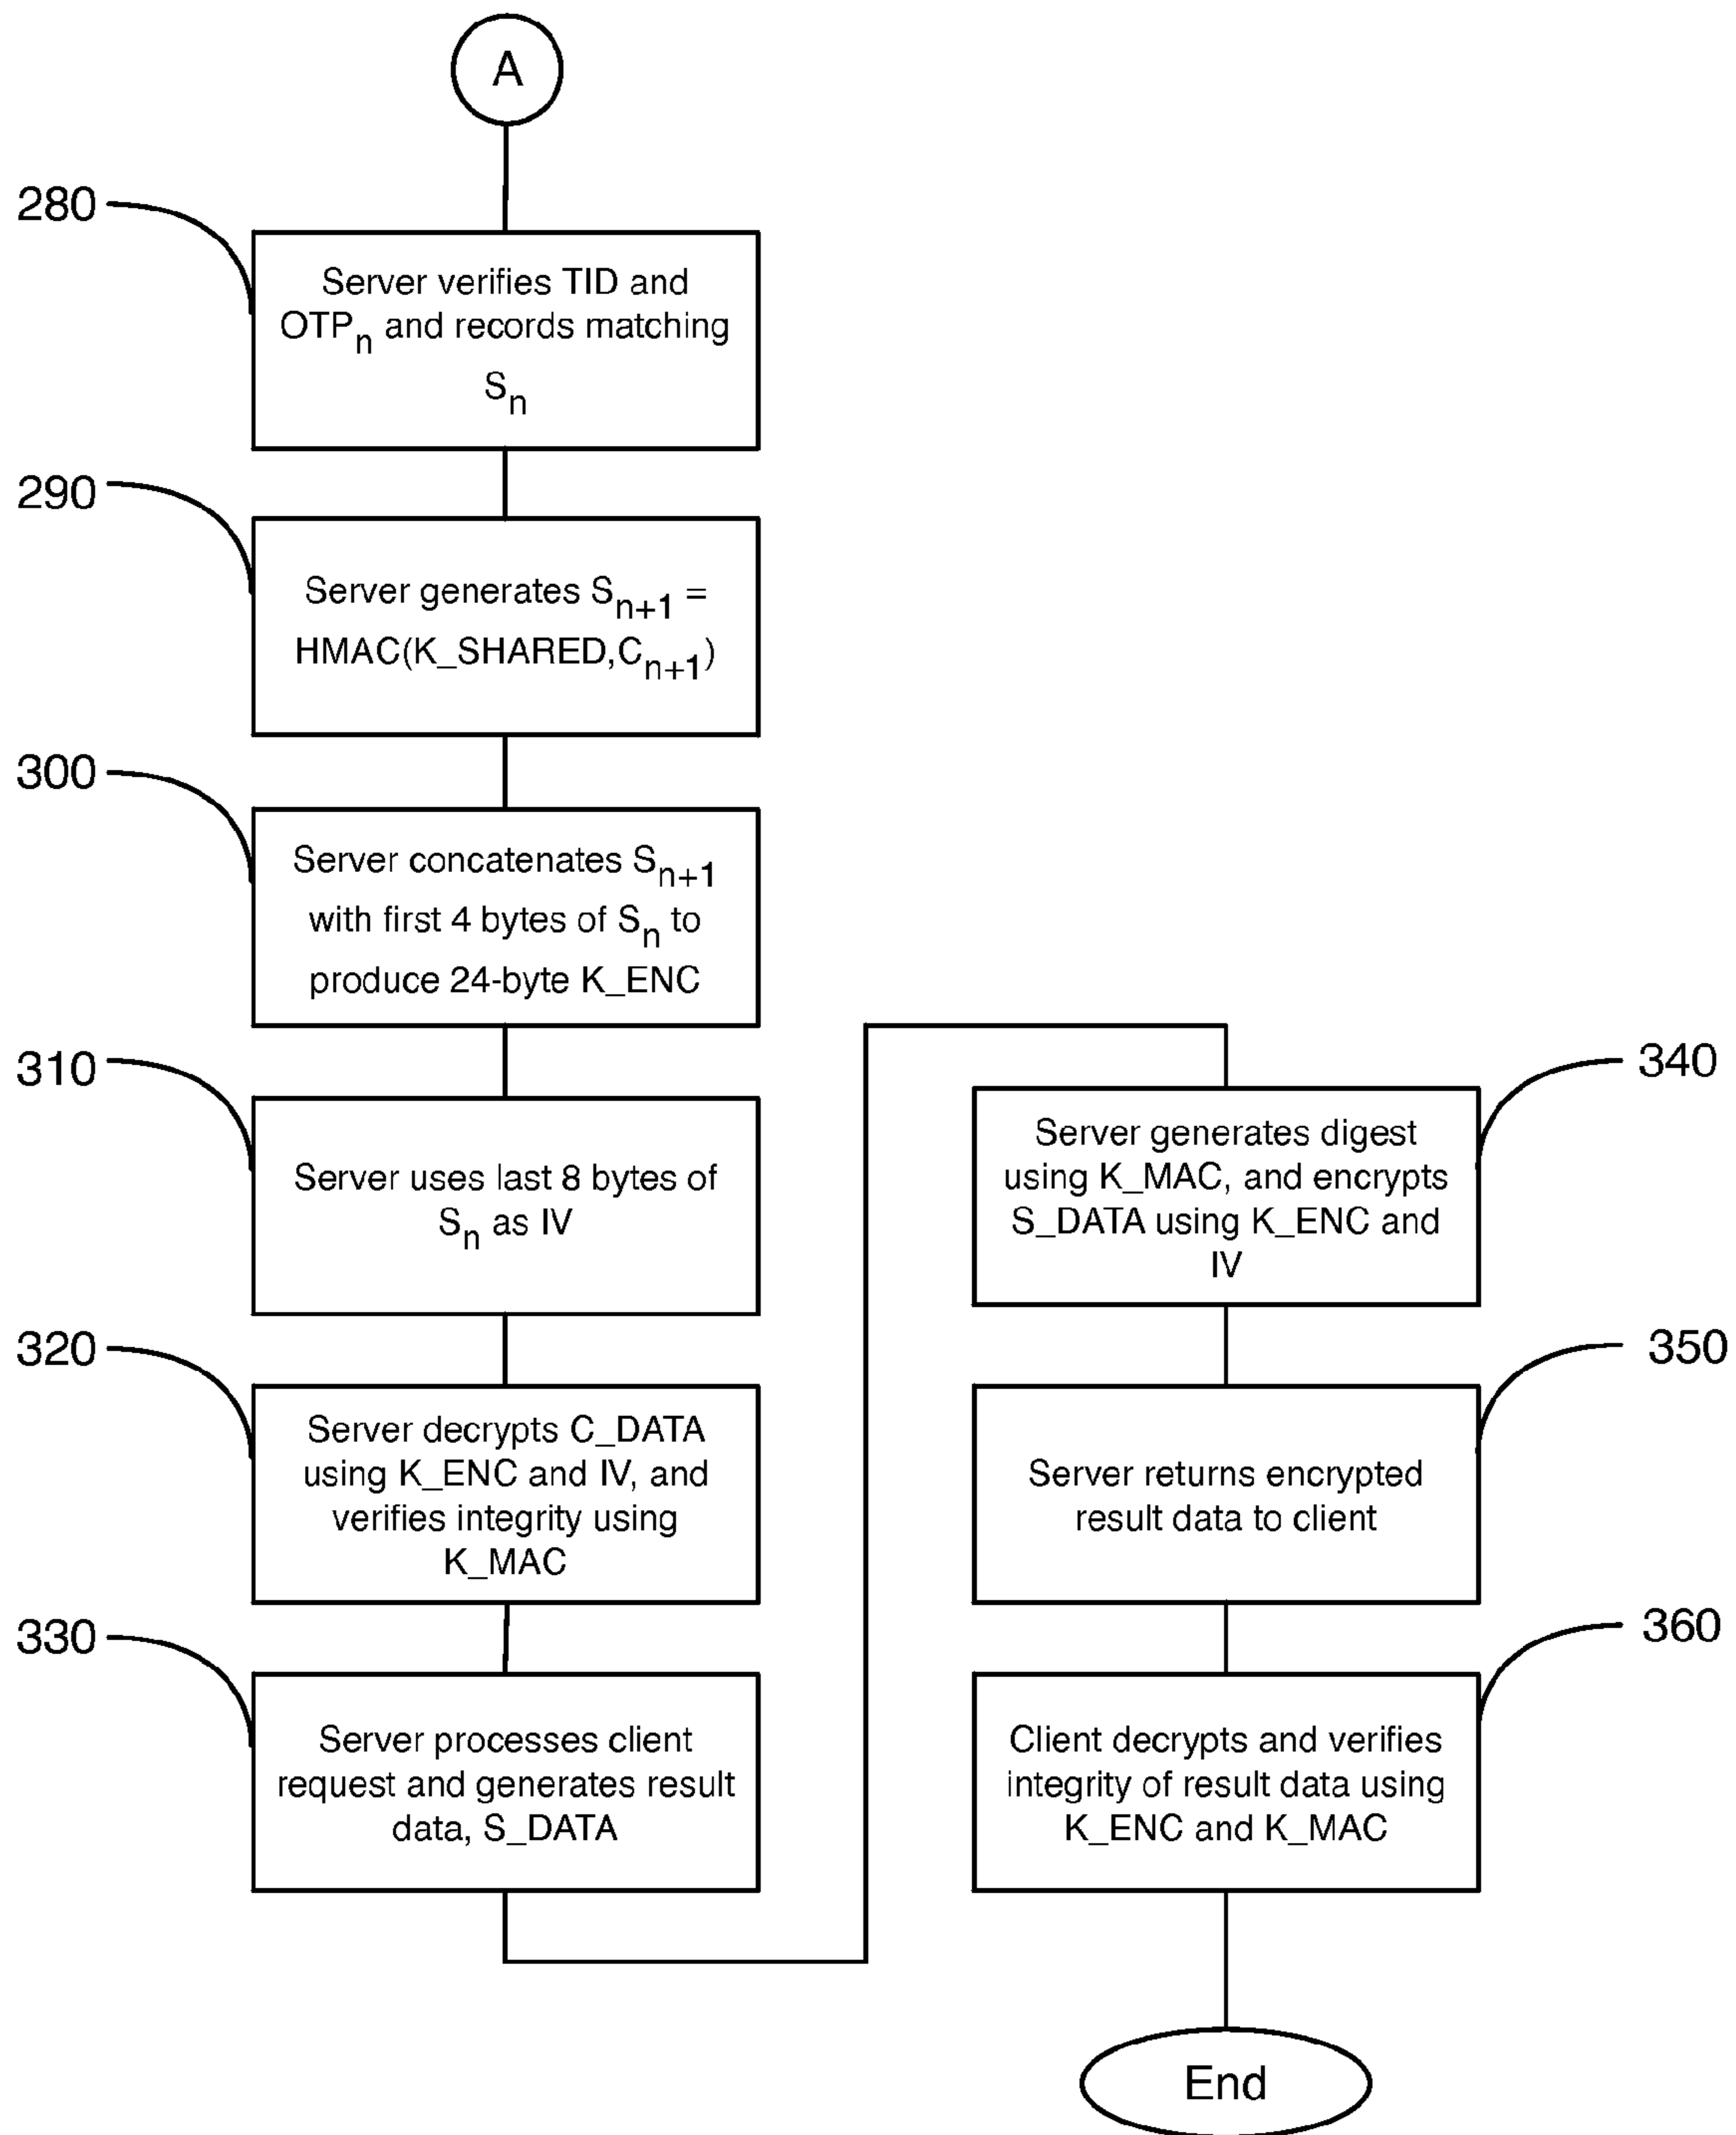 A
280
Server verifies TID and
OTPn and records matching
Sn
290
Server generates Sn+1 =
HMAC(K_SHARED,Cn+1)
300
Server concatenates Sn+1
with first 4 bytes of Sn to
produce 24-byte K_ENC
310
Server uses last 8 bytes of
Sn as IV
320
Server decrypts C_DATA
using K_ENC and IV, and
verifies integrity using
K_MAC
330
Server processes client
request and generates result
data, S_DATA
340
Server generates digest
using K_MAC, and encrypts
S_DATA using K_ENC and
IV
350
Server returns encrypted
result data to client
360
Client decrypts and verifies
integrity of result data using
K_ENC and K_MAC
End